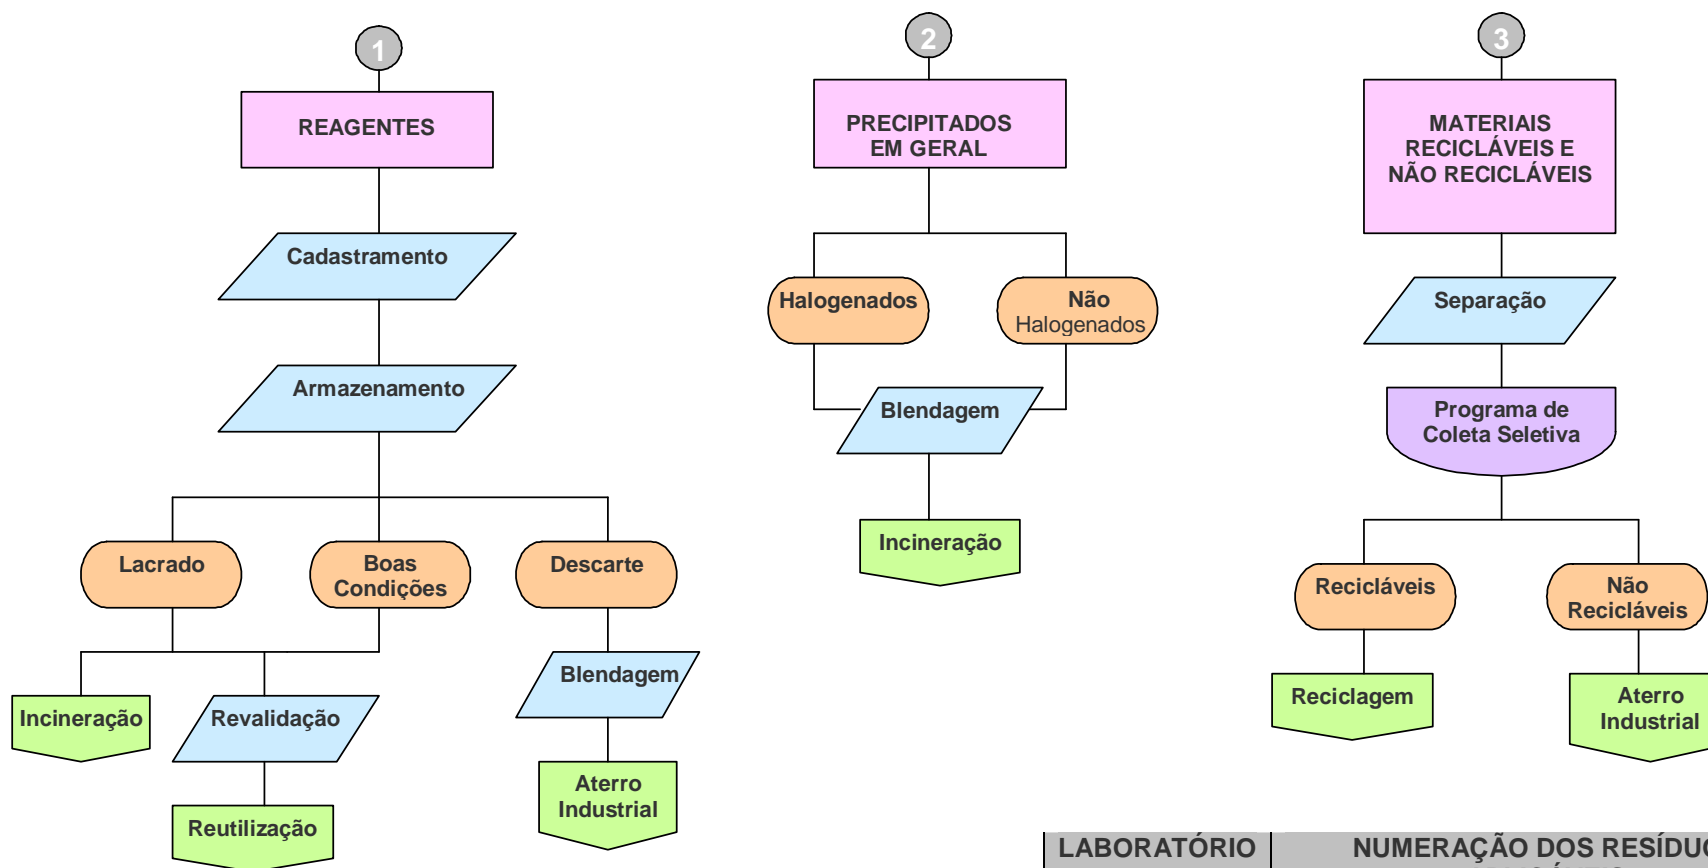 1
REAGENTES
Cadastramento
Armazenamento
Lacrado
Boas
Condições
Descarte
Blendagem
Incineração
Revalidação
Aterro
Industrial
Reutilização
2
PRECIPITADOS
EM GERAL
Halogenados
Não
Halogenados
Blendagem
Incineração
3
MATERIAIS
RECICLÁVEIS E
NÃO RECICLÁVEIS
Separação
Programa de
Coleta Seletiva
Recicláveis
Não
Recicláveis
Reciclagem
Aterro
Industrial
LABORATÓRIO
NUMERAÇÃO DOS